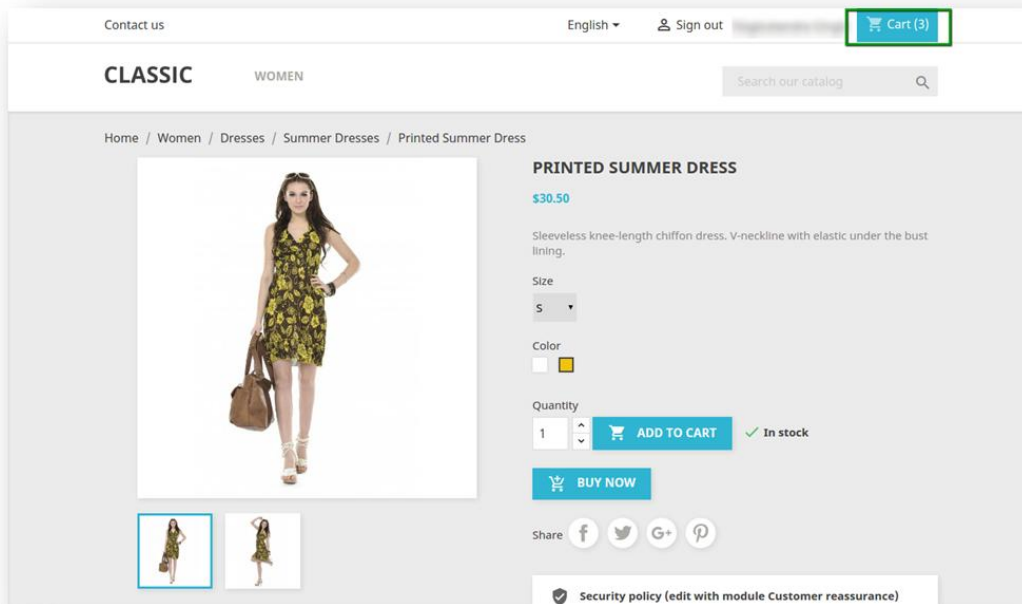 Contact us
English
Sign out
Cart (3)
CLASSIC
WOMEN
Search our catalog
Home / Women / Dresses / Summer Dresses / Printed Summer Dress
PRINTED SUMMER DRESS
$30.50
Sleeveless knee-length chiffon dress. V-neckline with elastic under the bust
lining.
Size
S
Color
Quantity
1
ADD TO CART
In stock
BUY NOW
Share
G+
Security policy (edit with module Customer reassurance)